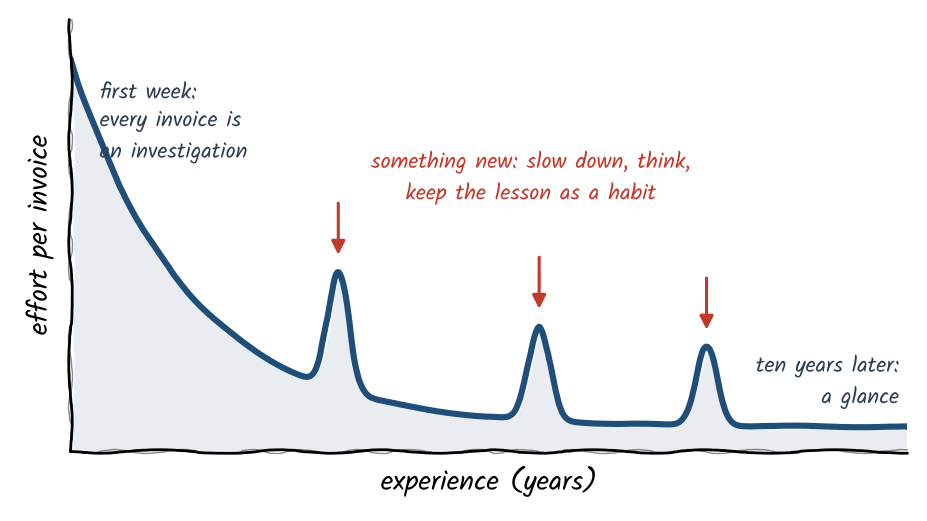 first week:
every invoice is
an investigation
something new: slow down, think,
keep the lesson as a habit
ten years later:
a glance
effort per invoice
experience (years)